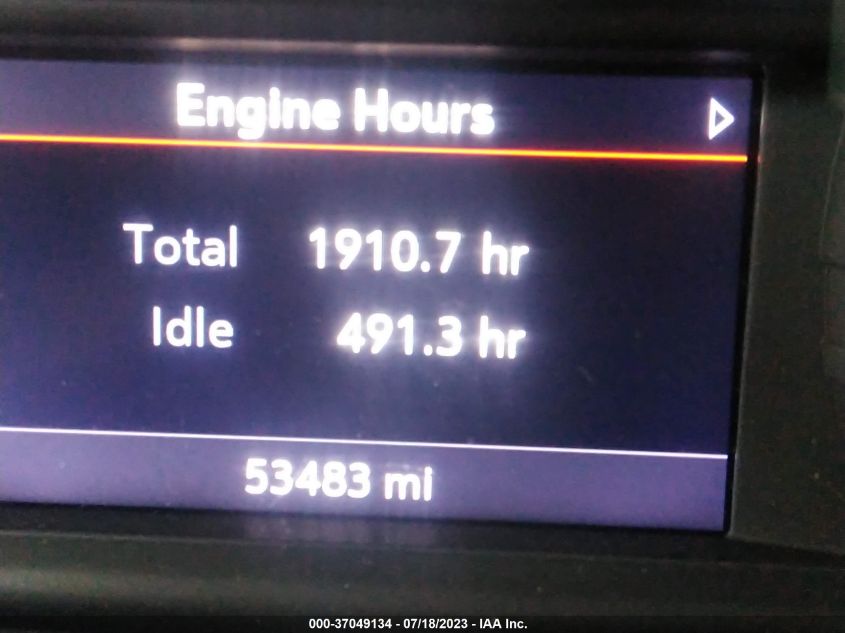 Engine Hours
Total 1910.7 hr
Idle 491.3 hr
53483 mi
000-37049134 - 07/18/2023 - IAA Inc.